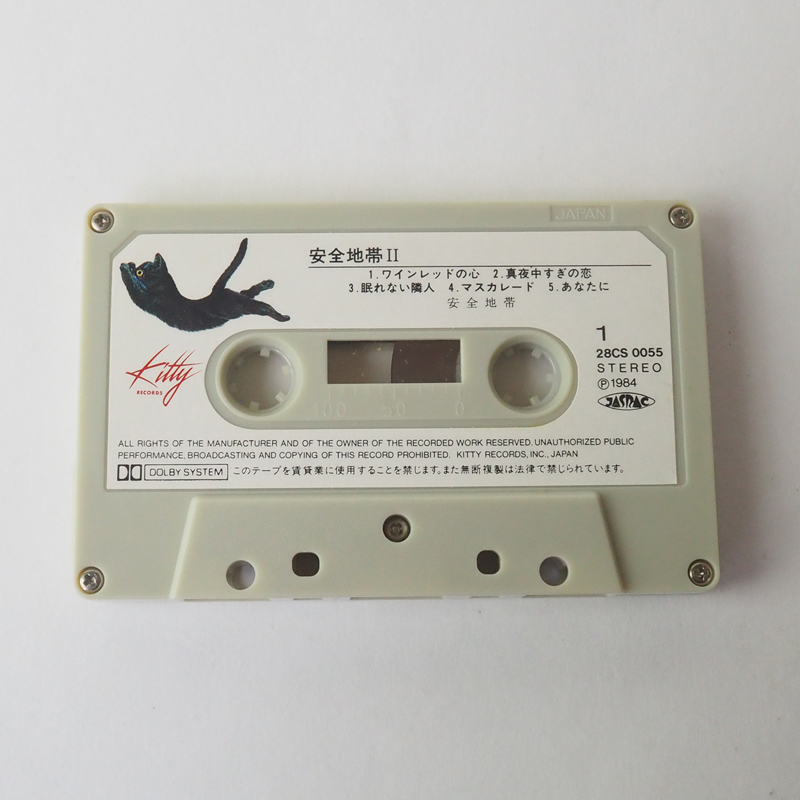 JAPAN
安全地帯II
1.ワインレッドの心 2.真夜中すぎの恋
3.眠れない隣人 4.マスカレード 5.あなたに
安全地帯
1
28CS 0055
STEREO
Ⓟ1984
JASRAC
Kitty
RECORDS
100 50 0
ALL RIGHTS OF THE MANUFACTURER AND OF THE OWNER OF THE RECORDED WORK RESERVED. UNAUTHORIZED PUBLIC
PERFORMANCE, BROADCASTING AND COPYING OF THIS RECORD PROHIBITED. KITTY RECORDS, INC., JAPAN
DOLBY SYSTEM このテープを賃貸業に使用することを禁じます。また無断複製は法律で禁じられています。